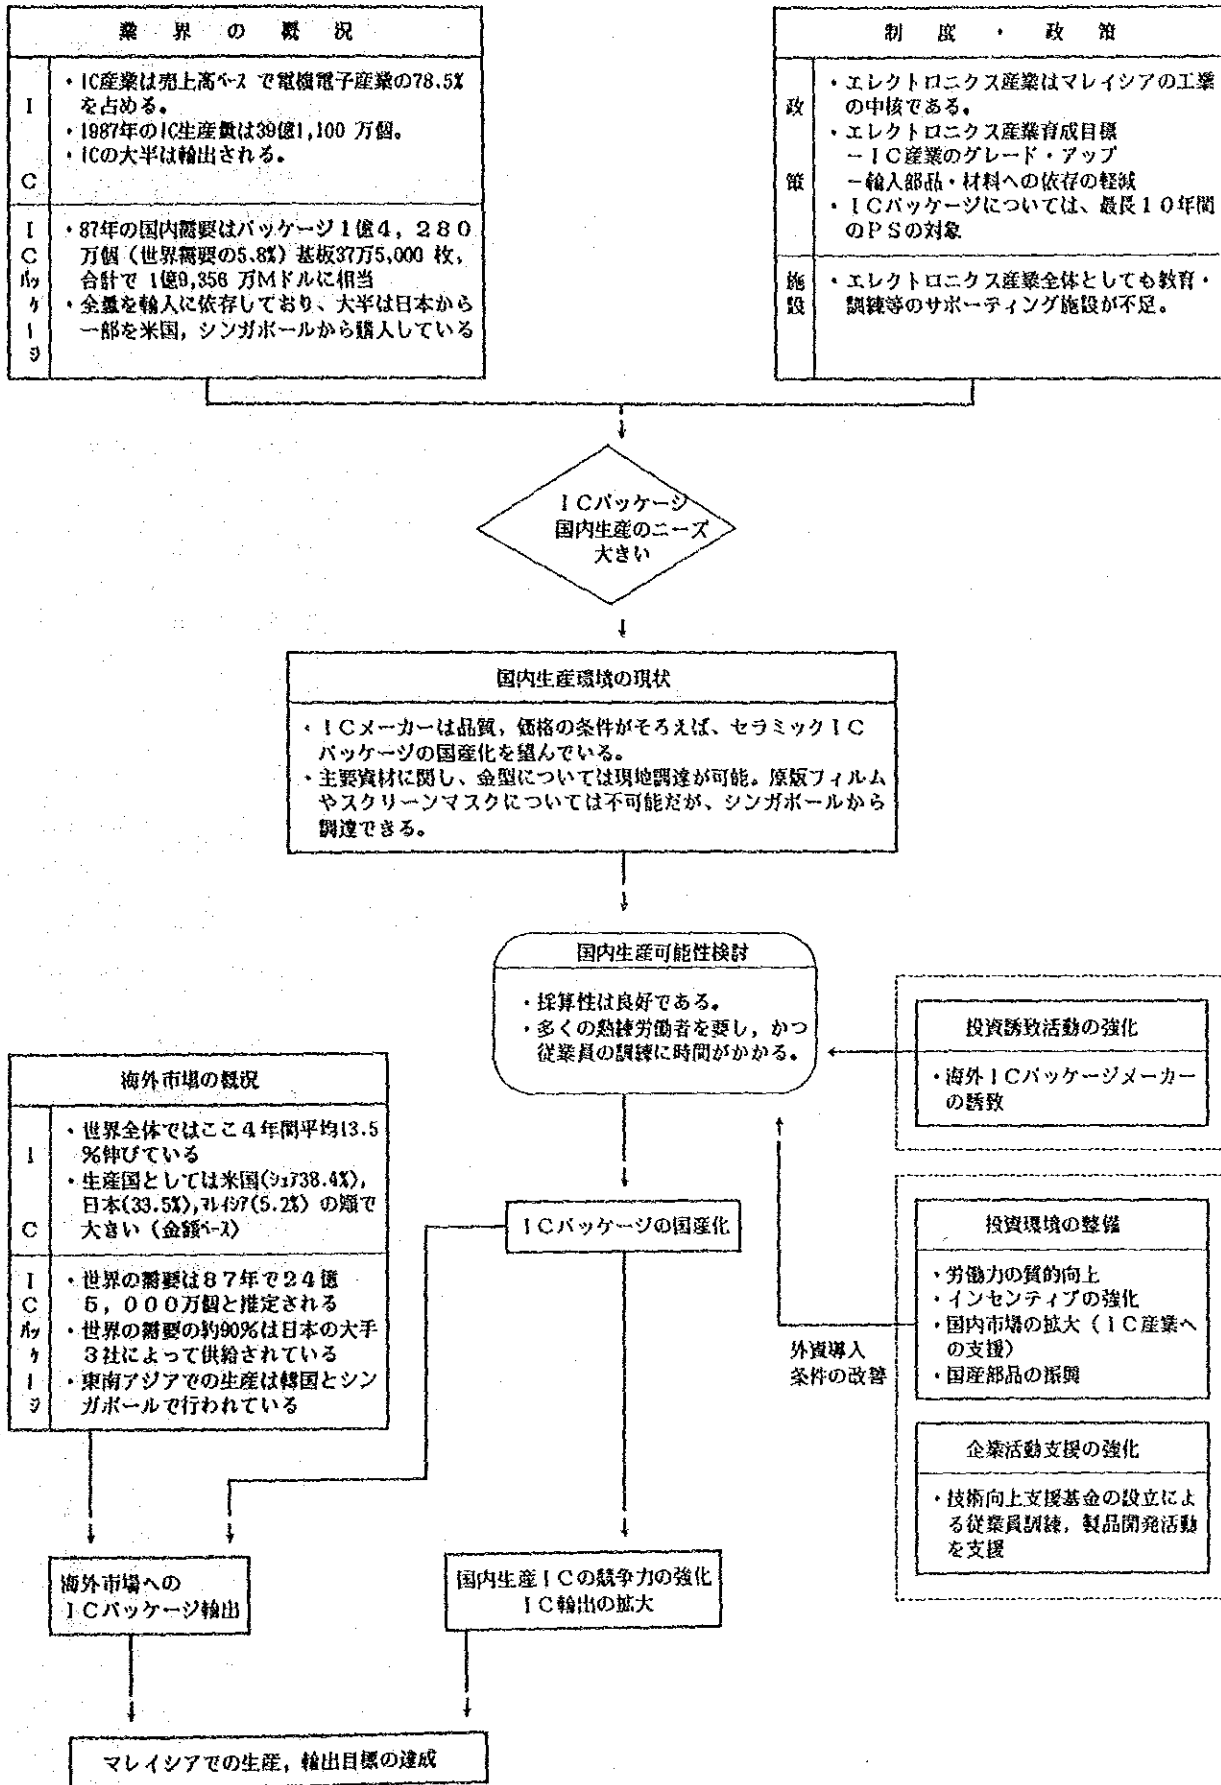 業界の概況
IC
・IC産業は売上高ベースで電機電子産業の78.5%
を占める。
・1987年のIC生産量は39億1,100 万個。
・ICの大半は輸出される。
ICパッケージ
・87年の国内需要はパッケージ1億4,280
万個（世界需要の5.8%）基板37万5,000 枚,
合計で 1億9,356 万Mドルに相当
・全量を輸入に依存しており、大半は日本から
一部を米国，シンガポールから購入している
制度・政策
政策
・エレクトロニクス産業はマレイシアの工業
の中核である。
・エレクトロニクス産業育成目標
－IC産業のグレード・アップ
－輸入部品・材料への依存の軽減
・ICパッケージについては、最長10年間
のPSの対象
施設
・エレクトロニクス産業全体としても教育・
訓練等のサポーティング施設が不足。
ICパッケージ
国内生産のニーズ
大きい
国内生産環境の現状
・ICメーカーは品質，価格の条件がそろえば、セラミックIC
パッケージの国産化を望んでいる。
・主要資材に関し、金型については現地調達が可能。原版フィルム
やスクリーンマスクについては不可能だが、シンガポールから
調達できる。
国内生産可能性検討
・採算性は良好である。
・多くの熟練労働者を要し，かつ
従業員の訓練に時間がかかる。
投資誘致活動の強化
・海外ICパッケージメーカー
の誘致
海外市場の概況
IC
・世界全体ではここ4年間平均13.5
%伸びている
・生産国としては米国(シェア38.4%),
日本(33.5%),マレイシア(5.2%) の順で
大きい（金額ベース）
ICパッケージ
・世界の需要は87年で24億
5，000万個と推定される
・世界の需要の約90%は日本の大手
3社によって供給されている
・東南アジアでの生産は韓国とシン
ガポールで行われている
ICパッケージの国産化
投資環境の整備
・労働力の質的向上
・インセンティブの強化
・国内市場の拡大（IC産業へ
の支援）
・国産部品の振興
外資導入
条件の改善
企業活動支援の強化
・技術向上支援基金の設立によ
る従業員訓練，製品開発活動
を支援
海外市場への
ICパッケージ輸出
国内生産ICの競争力の強化
IC輸出の拡大
マレイシアでの生産，輸出目標の達成